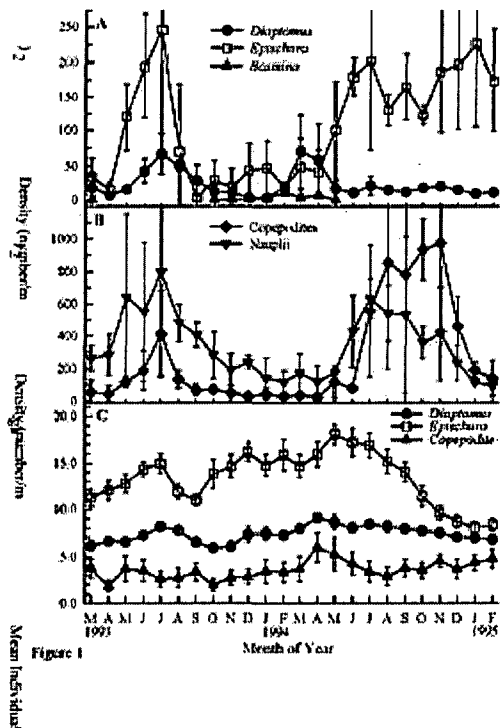 A
Diaptomus
Epischura
Bosmina
250
200
150
100
50
0
B
Copepodites
Nauplii
1000
800
600
400
200
0
C
Diaptomus
Epischura
Copepodite
20.0
15.0
10.0
5.0
0.0
M A M J J A S O N D J F M A M J J A S O N D J F
1993 1994 1995
Month of Year
Figure 1
Density
Mean Individual